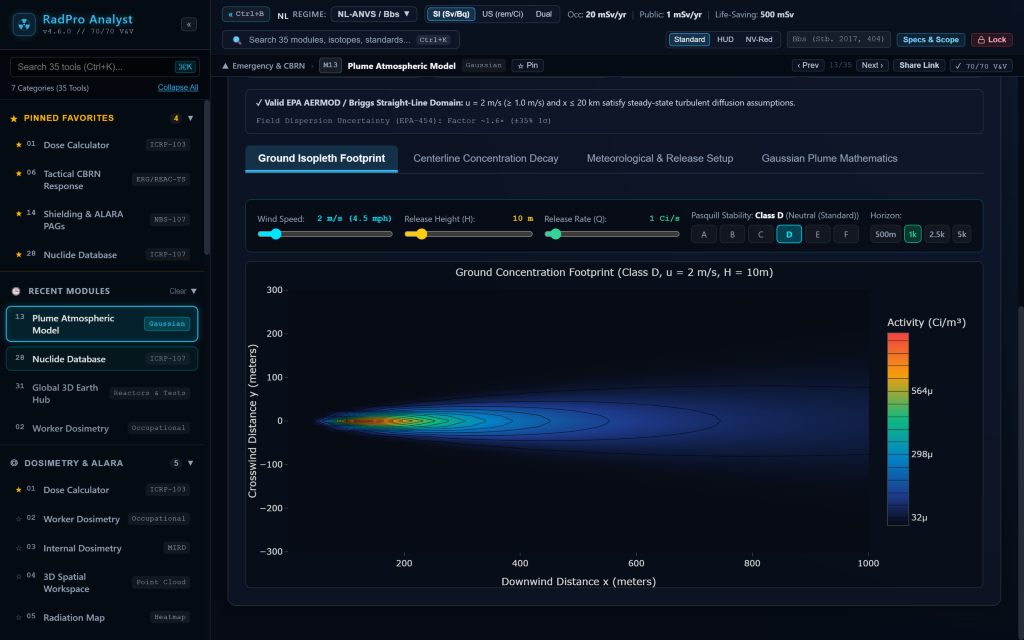 RadPro Analyst
v4.6.0 // 70/70 V&V
«
Search 35 tools (Ctrl+K)...
⌘K
7 Categories (35 Tools)
Collapse All
★ PINNED FAVORITES 4 ▼
★ 01 Dose Calculator ICRP-103
★ 06 Tactical CBRN Response ERG/REAC-TS
★ 14 Shielding & ALARA PAGs NBS-107
★ 28 Nuclide Database ICRP-107
RECENT MODULES Clear ▼
13 Plume Atmospheric Model Gaussian
28 Nuclide Database ICRP-107
31 Global 3D Earth Hub Reactors & Tests
02 Worker Dosimetry Occupational
DOSIMETRY & ALARA 5 ▼
★ 01 Dose Calculator ICRP-103
☆ 02 Worker Dosimetry Occupational
☆ 03 Internal Dosimetry MIRD
☆ 04 3D Spatial Workspace Point Cloud
☆ 05 Radiation Map Heatmap
« Ctrl+B NL REGIME: NL-ANVS / Bbs ▼ SI (Sv/Bq) US (rem/Ci) Dual Occ: 20 mSv/yr | Public: 1 mSv/yr | Life-Saving: 500 mSv
Search 35 modules, isotopes, standards... Ctrl+K Standard HUD NV-Red Bbs (Stb. 2017, 404) Specs & Scope Lock
▲ Emergency & CBRN › M13 Plume Atmospheric Model Gaussian ☆ Pin ‹ Prev 13/35 Next › Share Link ✓ 70/70 V&V
✓ Valid EPA AERMOD / Briggs Straight-Line Domain: u = 2 m/s (≥ 1.0 m/s) and x ≤ 20 km satisfy steady-state turbulent diffusion assumptions.
Field Dispersion Uncertainty (EPA-454): Factor ~1.6× (±35% 1σ)
Ground Isopleth Footprint Centerline Concentration Decay Meteorological & Release Setup Gaussian Plume Mathematics
Wind Speed: 2 m/s (4.5 mph) Release Height (H): 10 m Release Rate (Q): 1 Ci/s Pasquill Stability: Class D (Neutral (Standard)) Horizon:
A B C D E F 500m 1k 2.5k 5k
Ground Concentration Footprint (Class D, u = 2 m/s, H = 10m)
Crosswind Distance y (meters)
300
200
100
0
−100
−200
−300
200 400 600 800 1000
Downwind Distance x (meters)
Activity (Ci/m³)
564μ
298μ
32μ